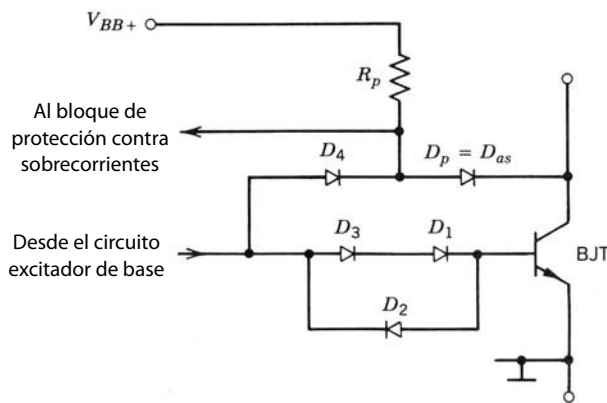 V_{BB+}
R_p
Al bloque de
protección contra
sobrecorrientes
D_4
D_p = D_{as}
Desde el circuito
excitador de base
D_3
D_1
BJT
D_2